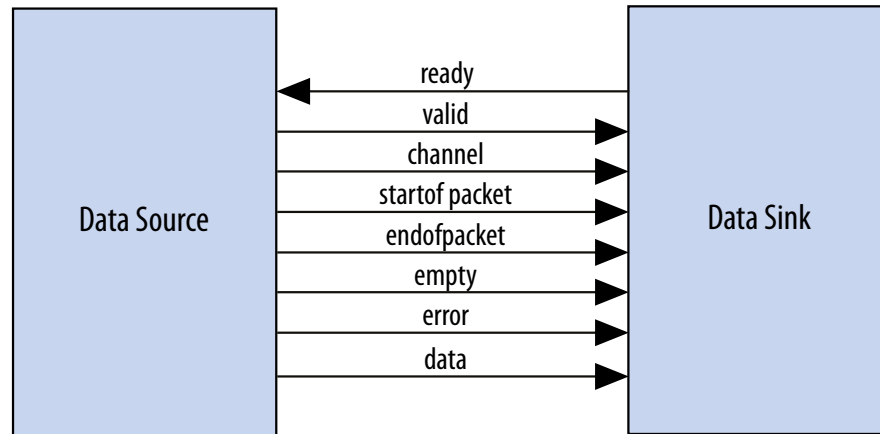 ready
valid
channel
startof packet
endofpacket
empty
error
data
Data Source
Data Sink